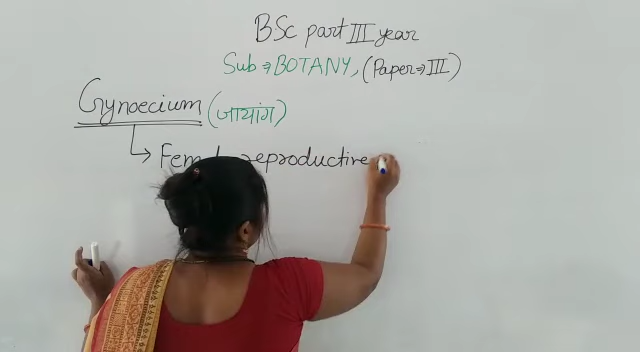 BSc part III year
Sub → BOTANY, (Paper → III)
Gynoecium (जायांग)
↳ reproductive